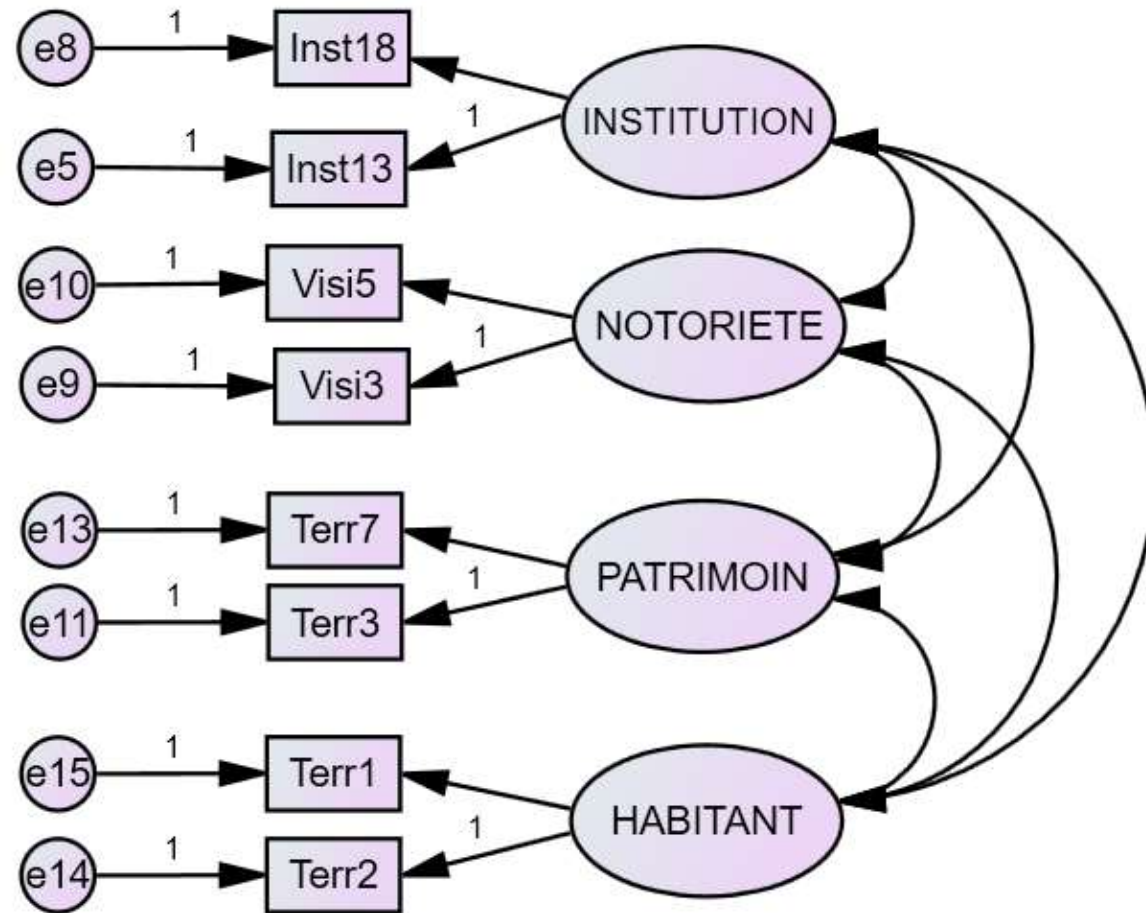 e8
1
Inst18
INSTITUTION
e5
1
Inst13
1
e10
1
Visi5
NOTORIETE
e9
1
Visi3
1
e13
1
Terr7
PATRIMOIN
e11
1
Terr3
1
e15
1
Terr1
HABITANT
e14
1
Terr2
1